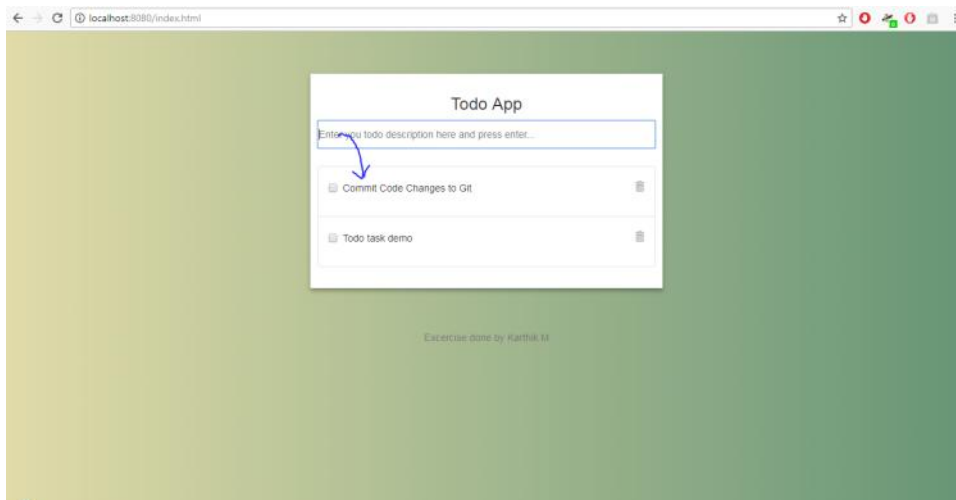 localhost:8080/index.html
Todo App
Enter you todo description here and press enter...
Commit Code Changes to Git
Todo task demo
Excercise done by Karthik M